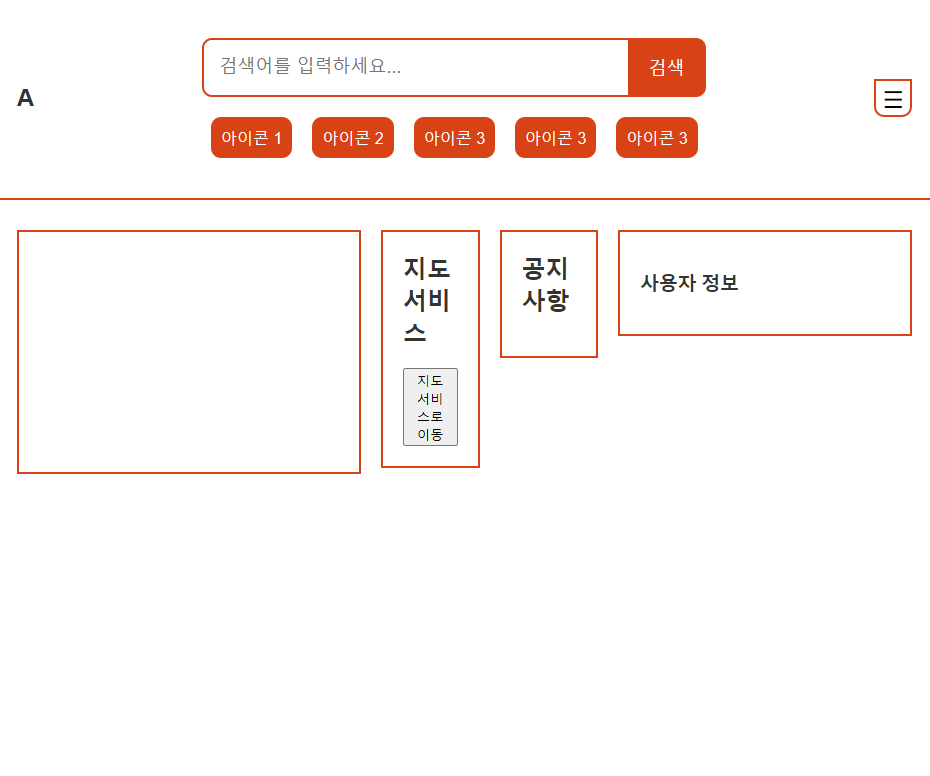 검색어를 입력하세요...
검색
A
☰
아이콘 1
아이콘 2
아이콘 3
아이콘 3
아이콘 3
지도
서비
스
지도
서비
스로
이동
공지
사항
사용자 정보